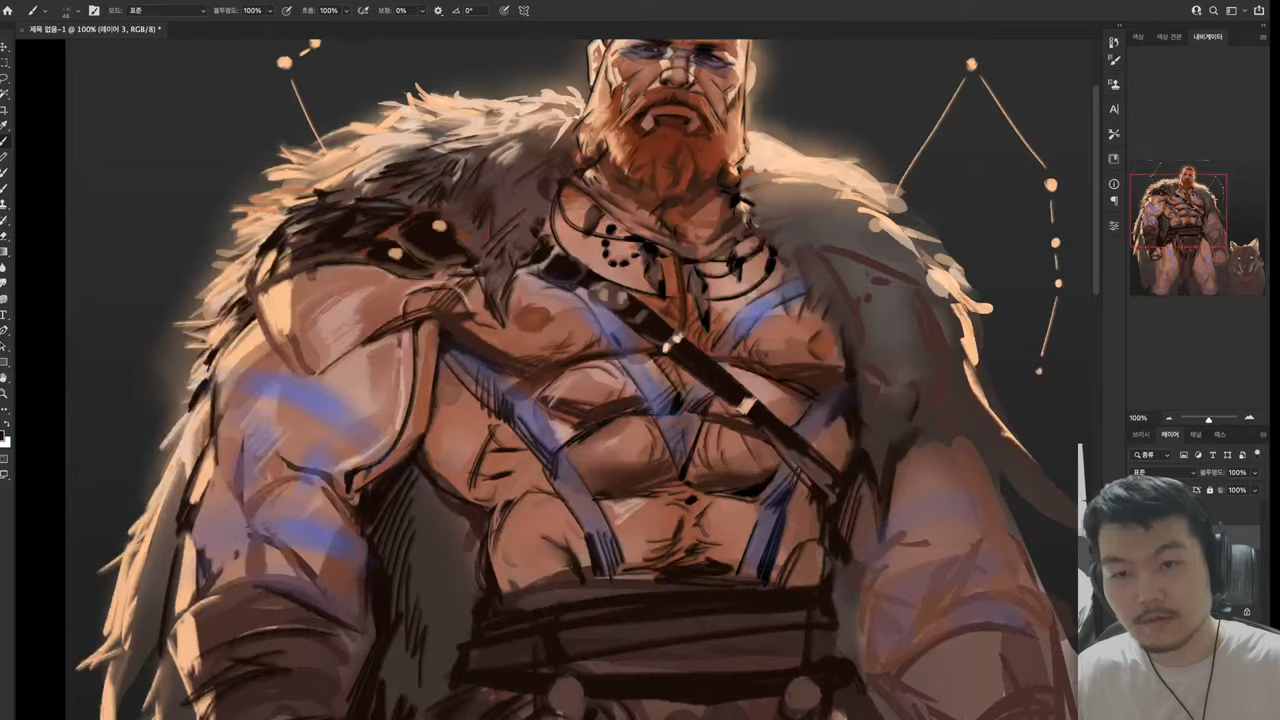 모드: 표준 불투명도: 100% 흐름: 100% 보정: 0% 0°
× 제목 없음-1 @ 100% (레이어 3, RGB/8) *
색상 색상 견본 내비게이터
100%
브러시 레이어 채널 패스
종류
표준 불투명도: 100%
칠: 100%